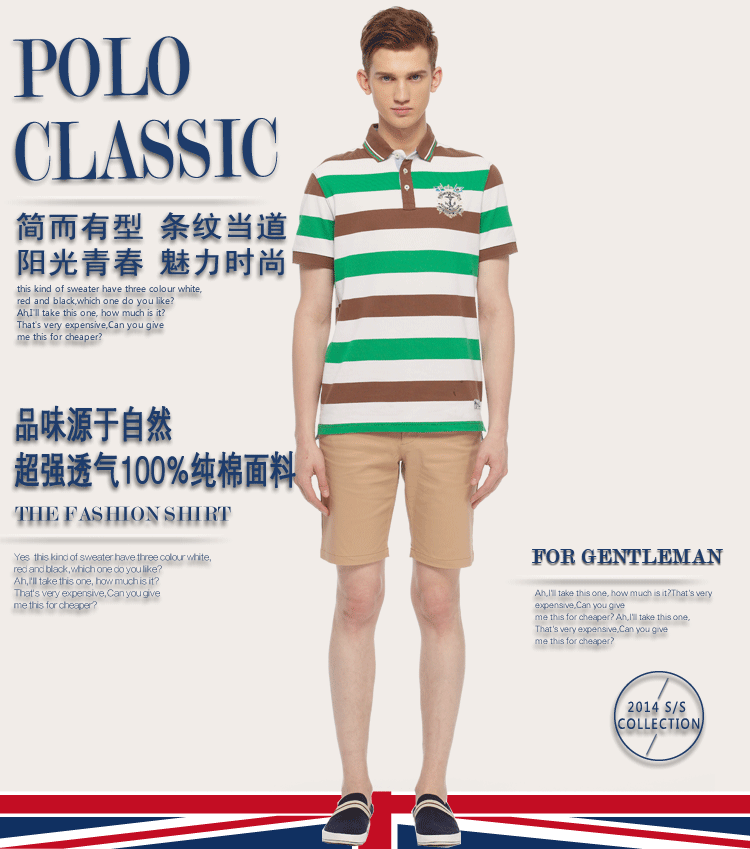 POLO
CLASSIC
简而有型 条纹当道
阳光青春 魅力时尚
this kind of sweater have three colour white,
red and black,which one do you like?
Ah,I'll take this one, how much is it?
That's very expensive,Can you give
me this for cheaper?
品味源于自然
超强透气100%纯棉面料
THE FASHION SHIRT
Yes this kind of sweater have three colour white,
red and black,which one do you like?
Ah,I'll take this one, how much is it?
That's very expensive,Can you give
me this for cheaper?
FOR GENTLEMAN
Ah,I'll take this one, how much is it?That's very
expensive,Can you give
me this for cheaper? Ah,I'll take this one,
That's very expensive,Can you give
me this for cheaper?
2014 S/S
COLLECTION